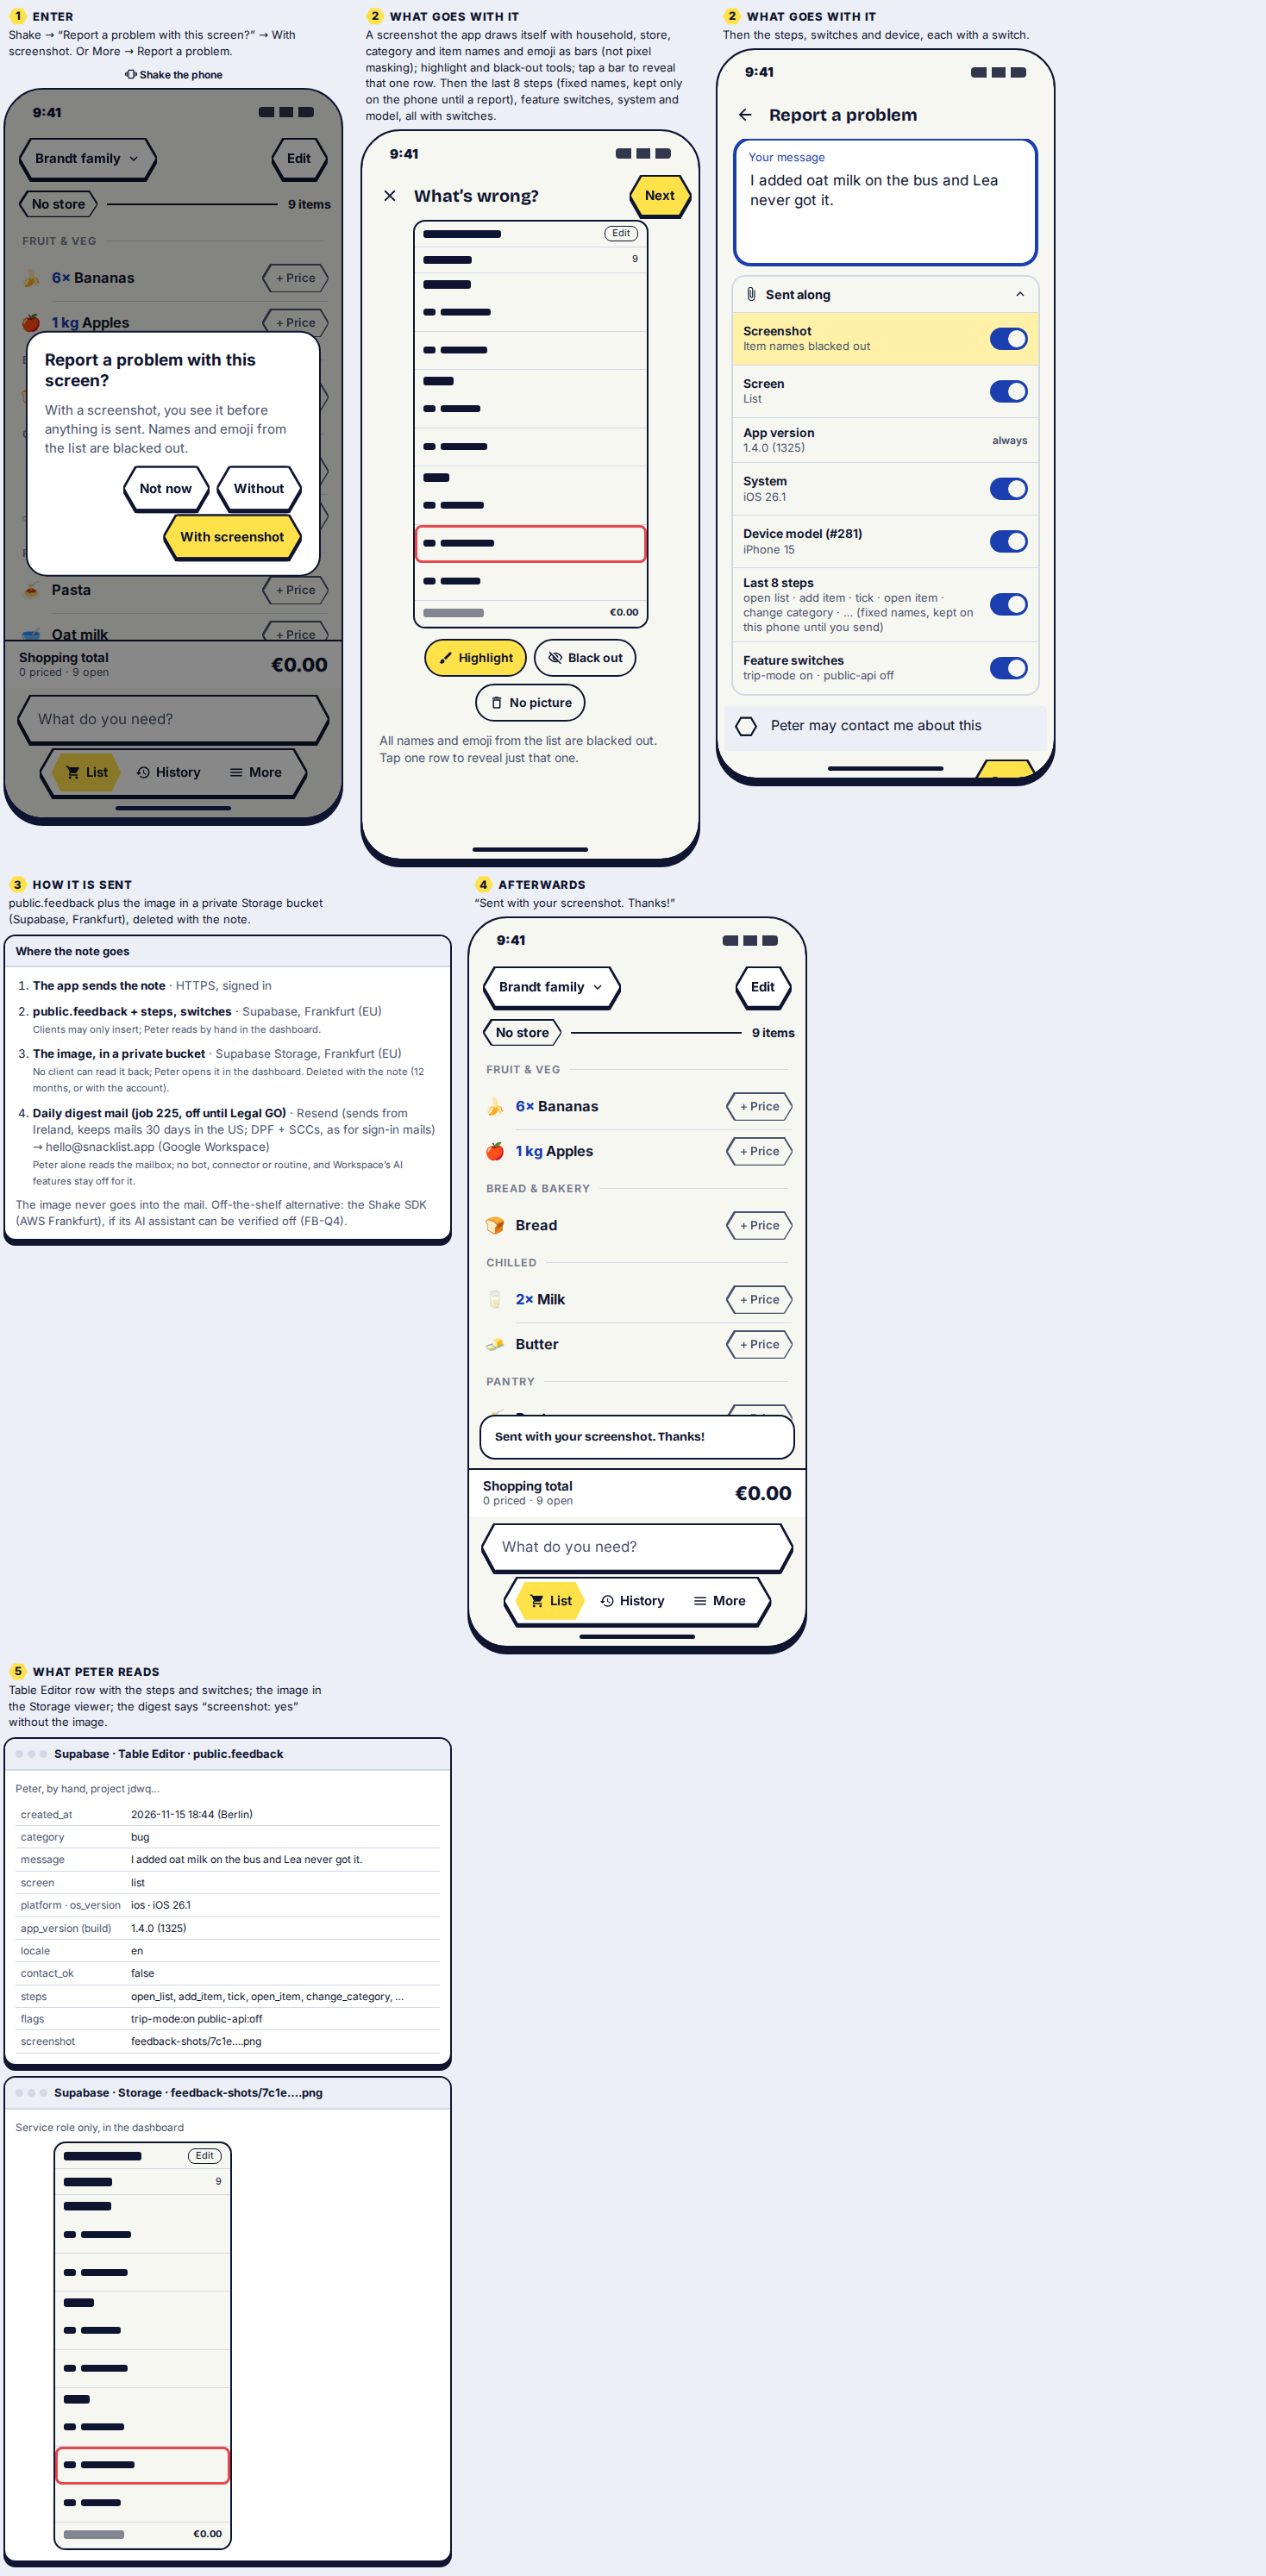 1 ENTER
Shake → “Report a problem with this screen?” → With
screenshot. Or More → Report a problem.
Shake the phone
9:41
Brandt family
Edit
No store
9 items
FRUIT & VEG
6× Bananas
+ Price
1 kg Apples
+ Price
Report a problem with this
screen?
With a screenshot, you see it before
anything is sent. Names and emoji from
the list are blacked out.
Not now
Without
With screenshot
Pasta
+ Price
Oat milk
+ Price
Shopping total
0 priced · 9 open
€0.00
What do you need?
List
History
More
2 WHAT GOES WITH IT
A screenshot the app draws itself with household, store,
category and item names and emoji as bars (not pixel
masking); highlight and black-out tools; tap a bar to reveal
that one row. Then the last 8 steps (fixed names, kept only
on the phone until a report), feature switches, system and
model, all with switches.
9:41
What's wrong?
Next
Edit
9
€0.00
Highlight
Black out
No picture
All names and emoji from the list are blacked out.
Tap one row to reveal just that one.
2 WHAT GOES WITH IT
Then the steps, switches and device, each with a switch.
9:41
Report a problem
Your message
I added oat milk on the bus and Lea
never got it.
Sent along
Screenshot
Item names blacked out
Screen
List
App version
1.4.0 (1325)
always
System
iOS 26.1
Device model (#281)
iPhone 15
Last 8 steps
open list · add item · tick · open item ·
change category · … (fixed names, kept on
this phone until you send)
Feature switches
trip-mode on · public-api off
Peter may contact me about this
3 HOW IT IS SENT
public.feedback plus the image in a private Storage bucket
(Supabase, Frankfurt), deleted with the note.
Where the note goes
1. The app sends the note · HTTPS, signed in
2. public.feedback + steps, switches · Supabase, Frankfurt (EU)
Clients may only insert; Peter reads by hand in the dashboard.
3. The image, in a private bucket · Supabase Storage, Frankfurt (EU)
No client can read it back; Peter opens it in the dashboard. Deleted with the note (12
months, or with the account).
4. Daily digest mail (job 225, off until Legal GO) · Resend (sends from
Ireland, keeps mails 30 days in the US; DPF + SCCs, as for sign-in mails)
→ hello@snacklist.app (Google Workspace)
Peter alone reads the mailbox; no bot, connector or routine, and Workspace's AI
features stay off for it.
The image never goes into the mail. Off-the-shelf alternative: the Shake SDK
(AWS Frankfurt), if its AI assistant can be verified off (FB-Q4).
4 AFTERWARDS
“Sent with your screenshot. Thanks!”
9:41
Brandt family
Edit
No store
9 items
FRUIT & VEG
6× Bananas
+ Price
1 kg Apples
+ Price
BREAD & BAKERY
Bread
+ Price
CHILLED
2× Milk
+ Price
Butter
+ Price
PANTRY
Sent with your screenshot. Thanks!
Shopping total
0 priced · 9 open
€0.00
What do you need?
List
History
More
5 WHAT PETER READS
Table Editor row with the steps and switches; the image in
the Storage viewer; the digest says “screenshot: yes”
without the image.
Supabase · Table Editor · public.feedback
Peter, by hand, project jdwq…
created_at 2026-11-15 18:44 (Berlin)
category bug
message I added oat milk on the bus and Lea never got it.
screen list
platform · os_version ios · iOS 26.1
app_version (build) 1.4.0 (1325)
locale en
contact_ok false
steps open_list, add_item, tick, open_item, change_category, …
flags trip-mode:on public-api:off
screenshot feedback-shots/7c1e….png
Supabase · Storage · feedback-shots/7c1e….png
Service role only, in the dashboard
Edit
9
€0.00